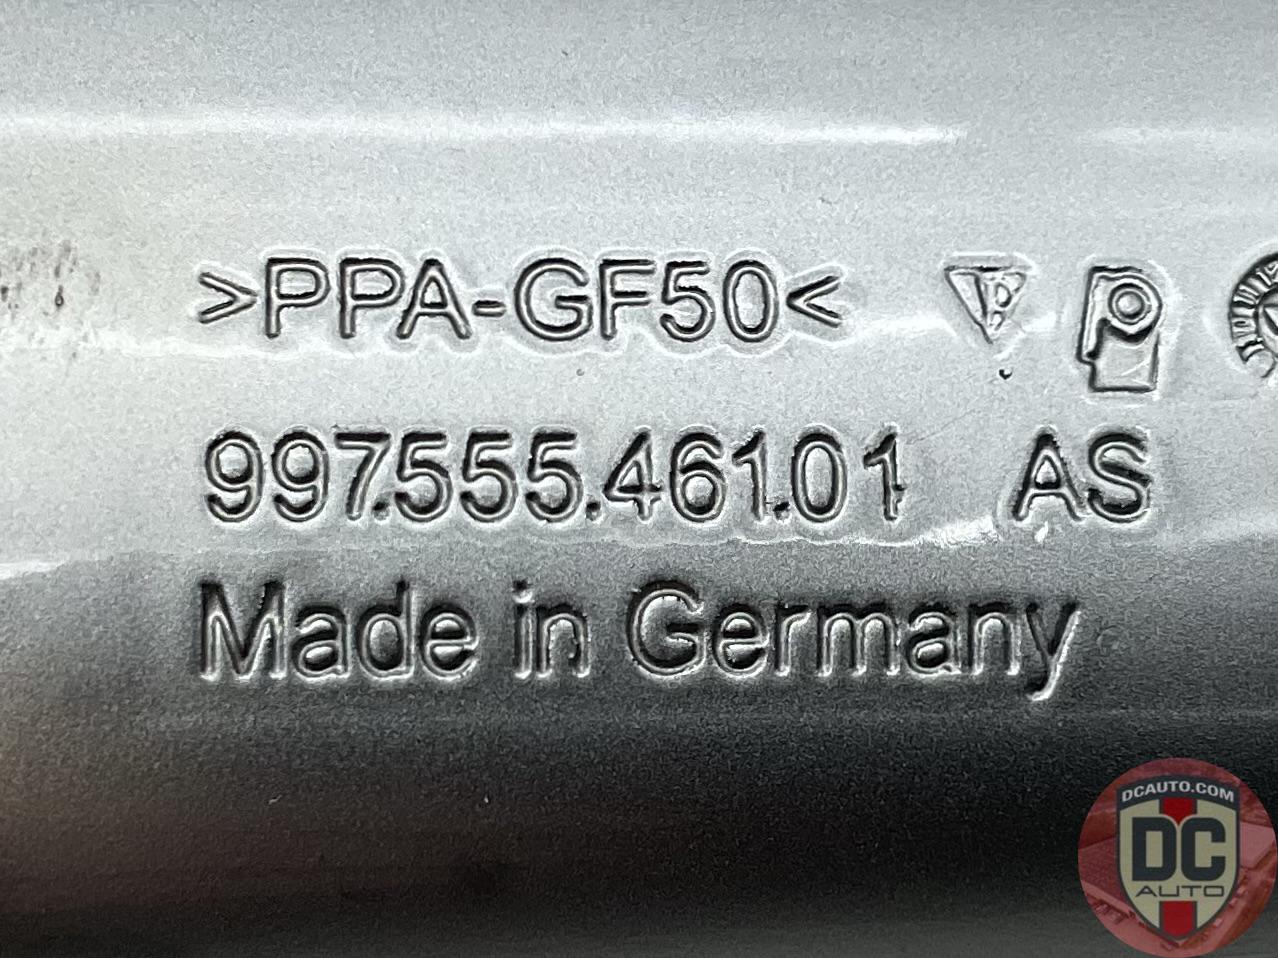 >PPA-GF50<
997.555.461.01 AS
Made in Germany
DCAUTO.COM
DC
AUTO